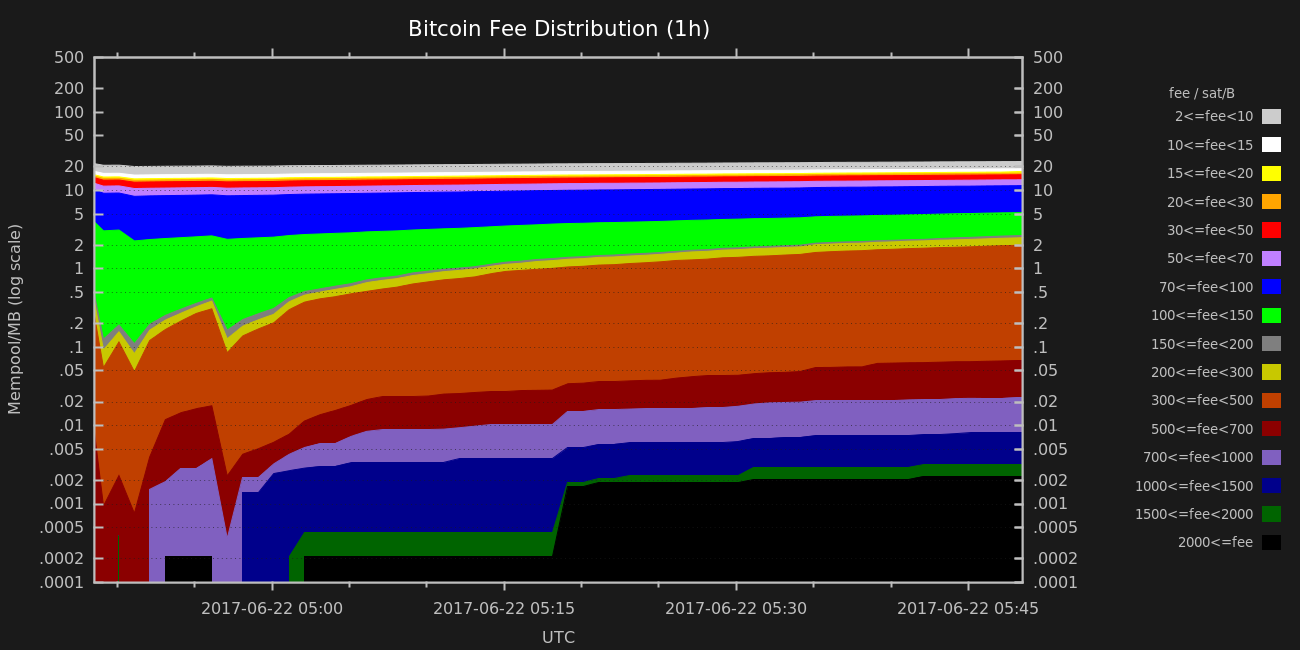 Bitcoin Fee Distribution (1h)
500
200
100
50
20
10
5
2
1
.5
.2
.1
.05
.02
.01
.005
.002
.001
.0005
.0002
.0001
Mempool/MB (log scale)
500
200
100
50
20
10
5
2
1
.5
.2
.1
.05
.02
.01
.005
.002
.001
.0005
.0002
.0001
2017-06-22 05:00
2017-06-22 05:15
2017-06-22 05:30
2017-06-22 05:45
UTC
fee / sat/B
2<=fee<10
10<=fee<15
15<=fee<20
20<=fee<30
30<=fee<50
50<=fee<70
70<=fee<100
100<=fee<150
150<=fee<200
200<=fee<300
300<=fee<500
500<=fee<700
700<=fee<1000
1000<=fee<1500
1500<=fee<2000
2000<=fee